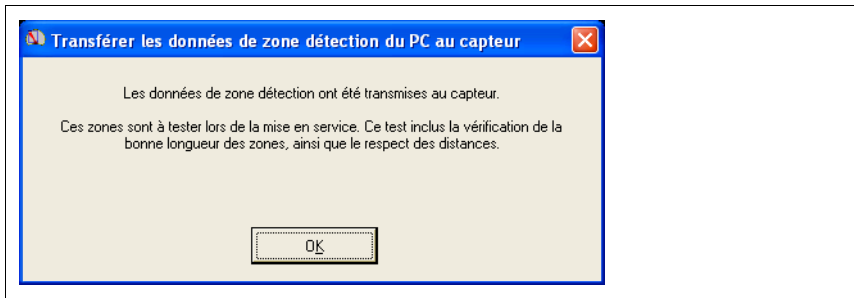 Transférer les données de zone détection du PC au capteur
Les données de zone détection ont été transmises au capteur.
Ces zones sont à tester lors de la mise en service. Ce test inclus la vérification de la
bonne longueur des zones, ainsi que le respect des distances.
OK